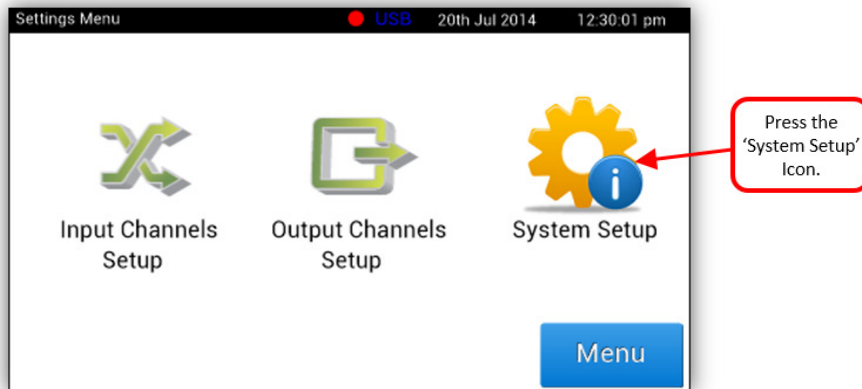 Settings Menu USB 20th Jul 2014 12:30:01 pm
Press the
‘System Setup’
Icon.
i
Input Channels
Setup
Output Channels
Setup
System Setup
Menu